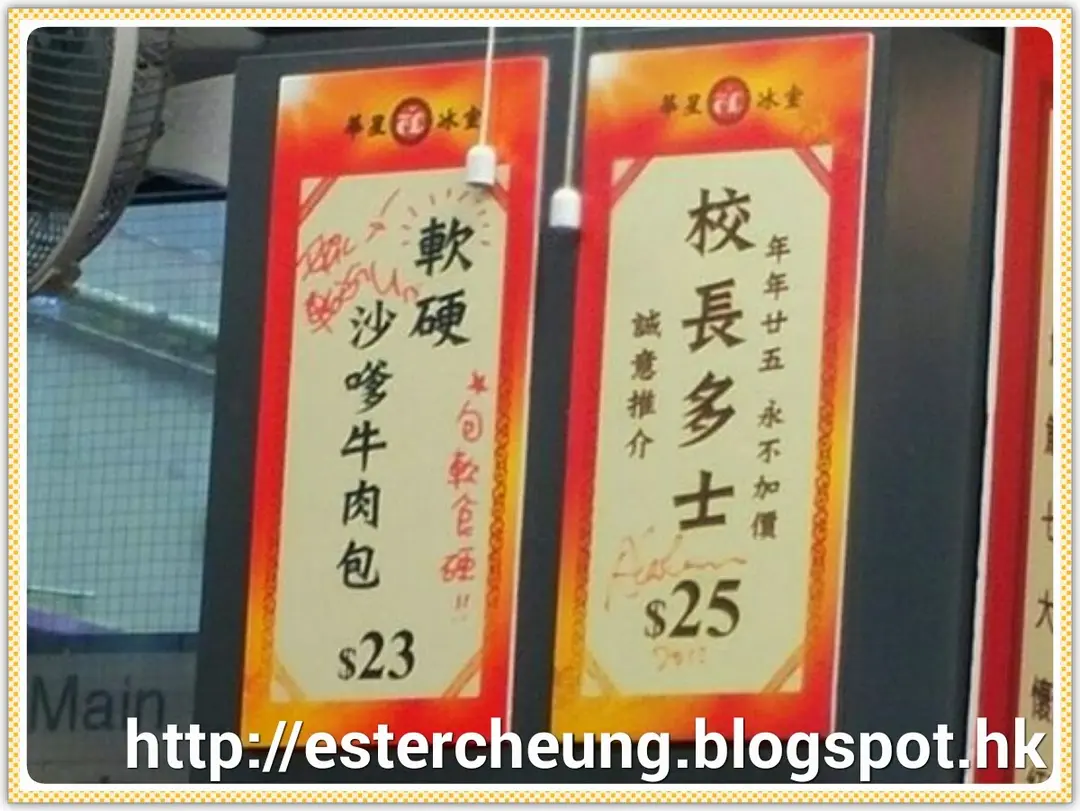 華星冰室
軟硬
沙嗲牛肉包
包軟食硬!!
$23
華星冰室
年年廿五 永不加價
校長多士
誠意推介
$25
Main
http://estercheung.blogspot.hk